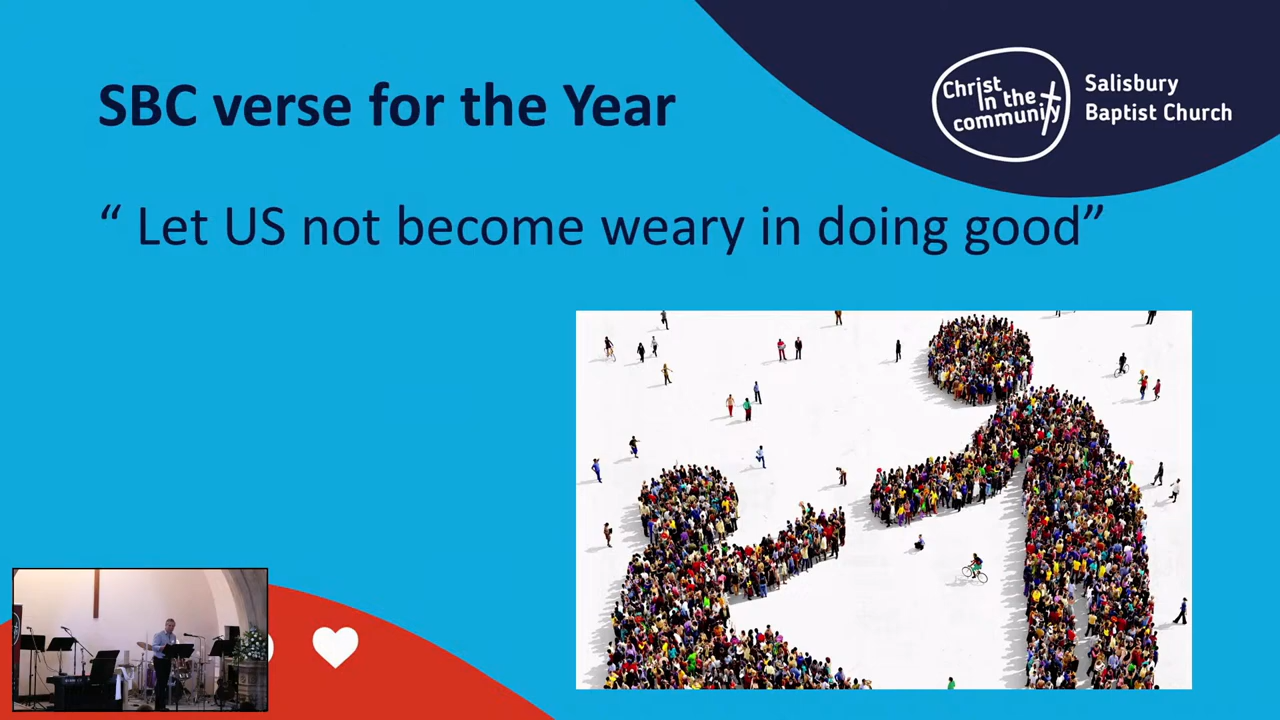 SBC verse for the Year
Christ
in the
community
Salisbury
Baptist Church
“ Let US not become weary in doing good”